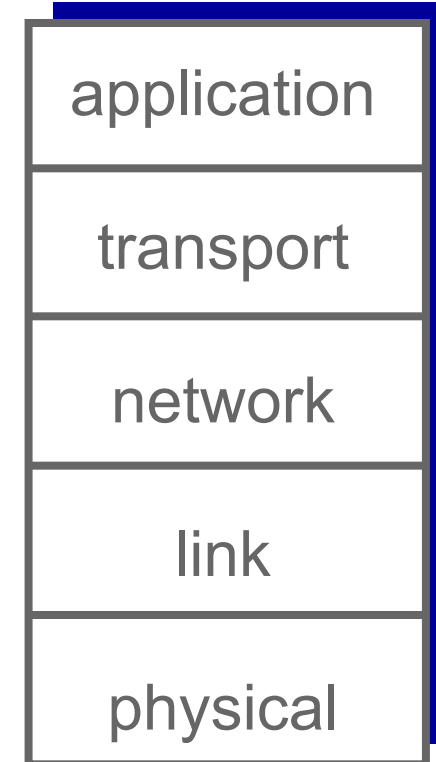 application
transport
network
link
physical